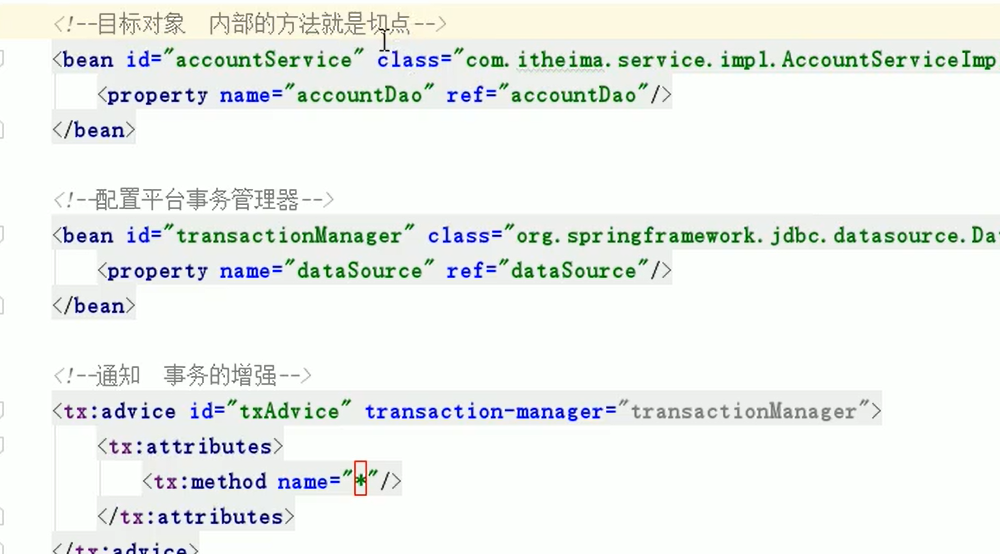 <!--目标对象  内部的方法就是切点-->
<bean id="accountService" class="com.itheima.service.impl.AccountServiceImp
<property name="accountDao" ref="accountDao"/>
</bean>
<!--配置平台事务管理器-->
<bean id="transactionManager" class="org.springframework.jdbc.datasource.Da
<property name="dataSource" ref="dataSource"/>
</bean>
<!--通知  事务的增强-->
<tx:advice id="txAdvice" transaction-manager="transactionManager">
<tx:attributes>
<tx:method name="*"/>
</tx:attributes>
</tx:advice>